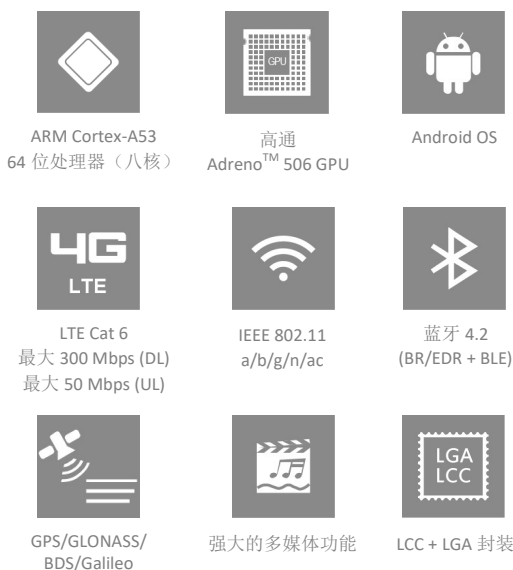 GPU
ARM Cortex-A53
64 位处理器（八核）
高通
Adreno™ 506 GPU
Android OS
4G
LTE
LTE Cat 6
最大 300 Mbps (DL)
最大 50 Mbps (UL)
IEEE 802.11
a/b/g/n/ac
蓝牙 4.2
(BR/EDR + BLE)
LGA
LCC
GPS/GLONASS/
BDS/Galileo
强大的多媒体功能
LCC + LGA 封装